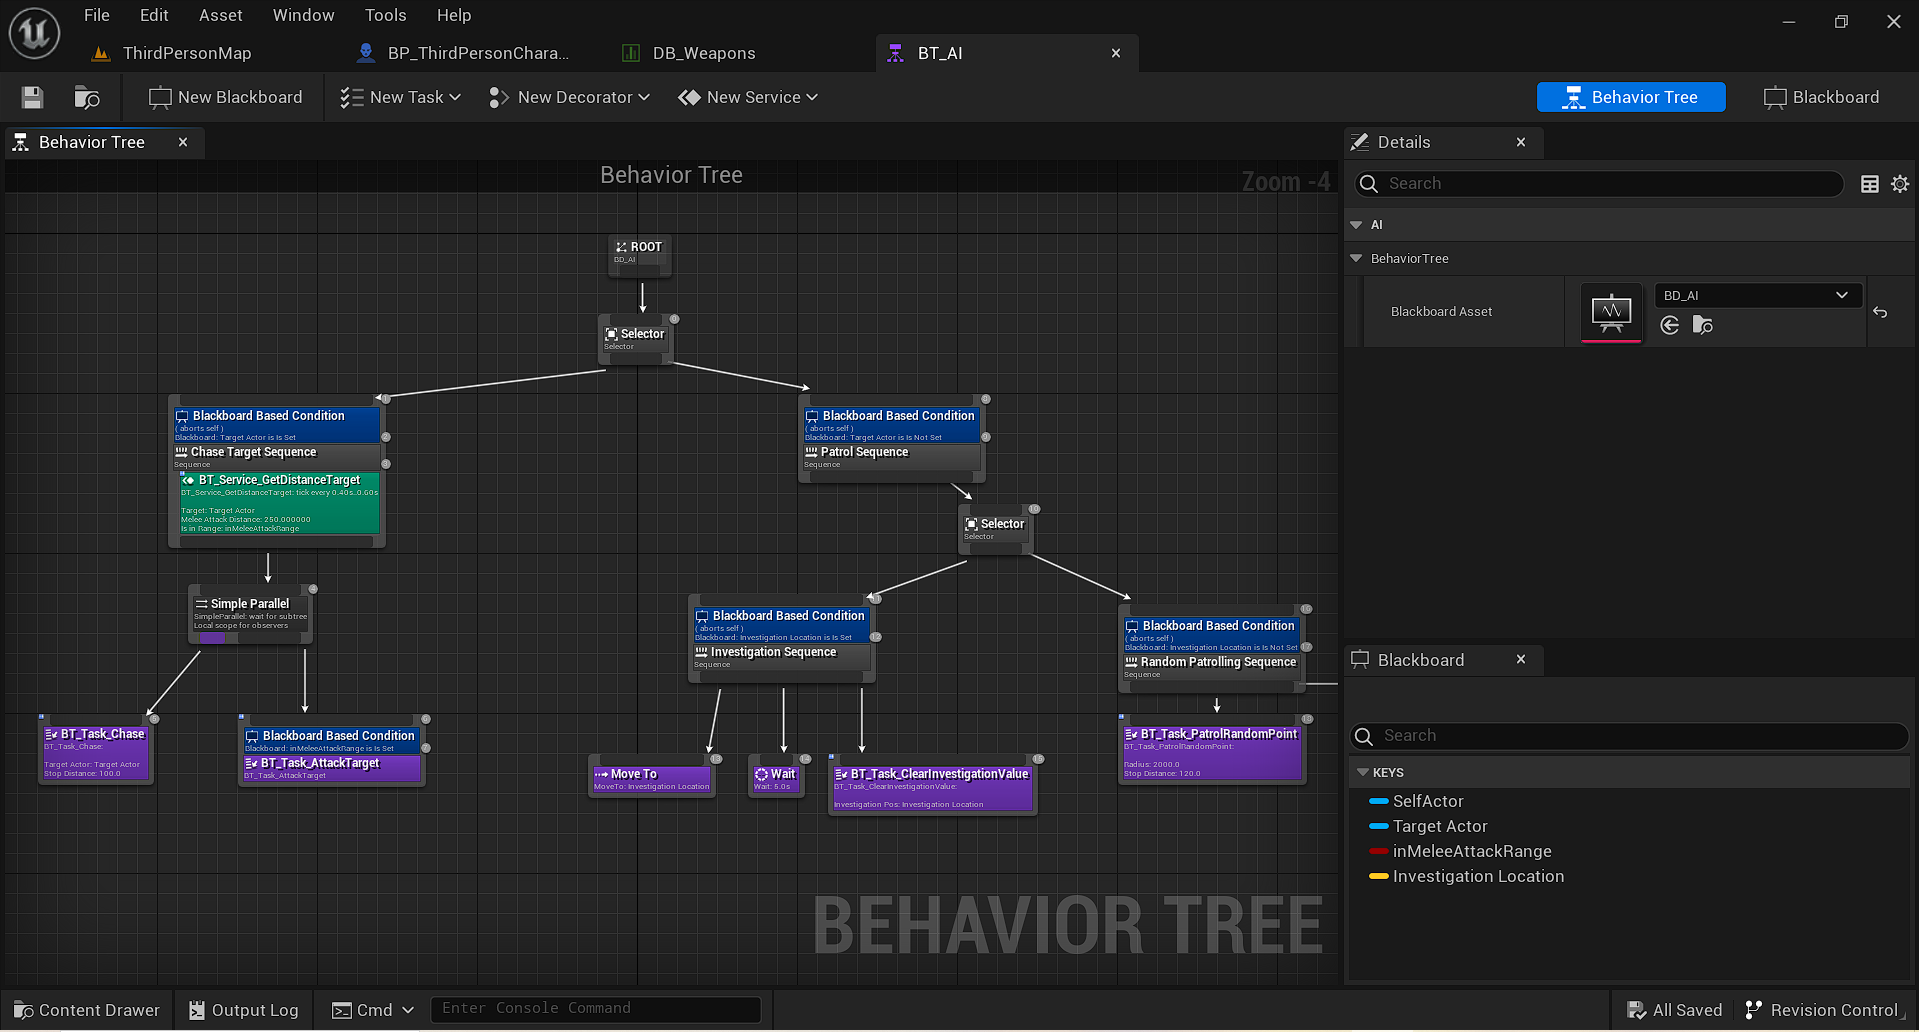 File Edit Asset Window Tools Help
ThirdPersonMap BP_ThirdPersonChara... DB_Weapons BT_AI
New Blackboard New Task New Decorator New Service Behavior Tree Blackboard
Behavior Tree
Details
Behavior Tree
Zoom -4
Search
AI
BehaviorTree
Blackboard Asset
BD_AI
ROOT
BD_AI
Selector
Selector
Blackboard Based Condition
( aborts self )
Blackboard: Target Actor is Is Set
Chase Target Sequence
Sequence
BT_Service_GetDistanceTarget
BT_Service_GetDistanceTarget: tick every 0.40s..0.60s
Target: Target Actor
Melee Attack Distance: 250.000000
Is in Range: inMeleeAttackRange
Blackboard Based Condition
( aborts self )
Blackboard: Target Actor is Is Not Set
Patrol Sequence
Sequence
Selector
Selector
Simple Parallel
SimpleParallel: wait for subtree
Local scope for observers
Blackboard Based Condition
( aborts self )
Blackboard: Investigation Location is Is Set
Investigation Sequence
Sequence
Blackboard Based Condition
( aborts self )
Blackboard: Investigation Location is Is Not Set
Random Patrolling Sequence
Sequence
BT_Task_Chase
BT_Task_Chase:
Target Actor: Target Actor
Stop Distance: 100.0
Blackboard Based Condition
Blackboard: inMeleeAttackRange is Is Set
BT_Task_AttackTarget
BT_Task_AttackTarget
Move To
MoveTo: Investigation Location
Wait
Wait: 5.0s
BT_Task_ClearInvestigationValue
BT_Task_ClearInvestigationValue:
Investigation Pos: Investigation Location
BT_Task_PatrolRandomPoint
BT_Task_PatrolRandomPoint:
Radius: 2000.0
Stop Distance: 120.0
BEHAVIOR TREE
Blackboard
Search
KEYS
SelfActor
Target Actor
inMeleeAttackRange
Investigation Location
Content Drawer Output Log Cmd Enter Console Command All Saved Revision Control